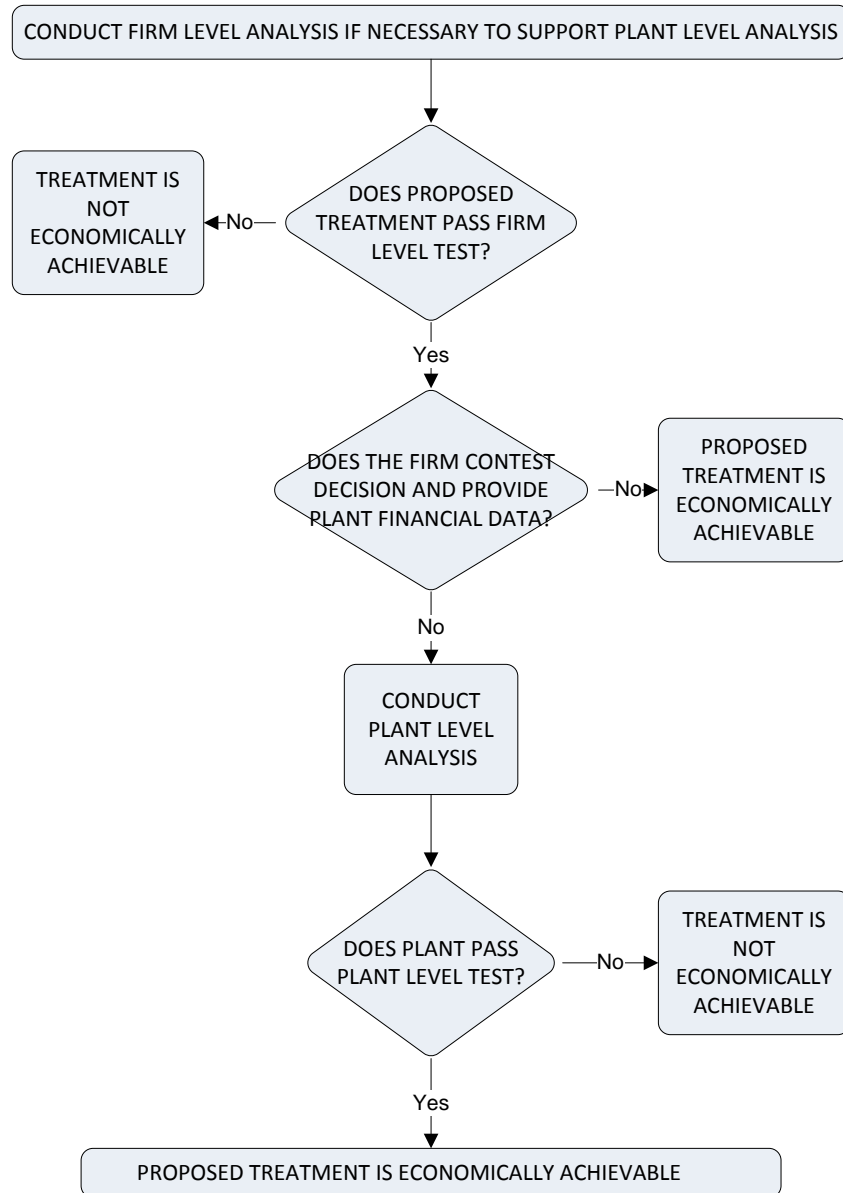 CONDUCT FIRM LEVEL ANALYSIS IF NECESSARY TO SUPPORT PLANT LEVEL ANALYSIS
DOES PROPOSED
TREATMENT PASS FIRM
LEVEL TEST?
No
TREATMENT IS
NOT
ECONOMICALLY
ACHIEVABLE
Yes
DOES THE FIRM CONTEST
DECISION AND PROVIDE
PLANT FINANCIAL DATA?
No
PROPOSED
TREATMENT IS
ECONOMICALLY
ACHIEVABLE
No
CONDUCT
PLANT LEVEL
ANALYSIS
DOES PLANT PASS
PLANT LEVEL TEST?
No
TREATMENT IS
NOT
ECONOMICALLY
ACHIEVABLE
Yes
PROPOSED TREATMENT IS ECONOMICALLY ACHIEVABLE